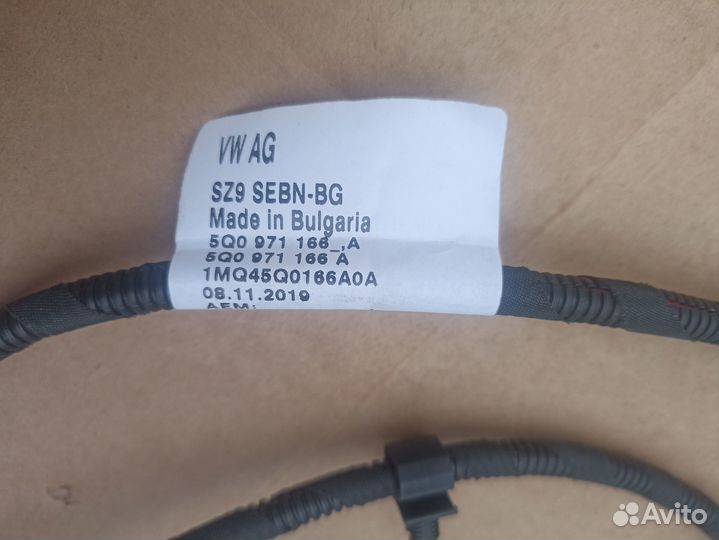 VW AG
SZ9 SEBN-BG
Made in Bulgaria
5Q0 971 166_,A
5Q0 971 166 A
1MQ45Q0166A0A
08.11.2019
AEM:
Avito